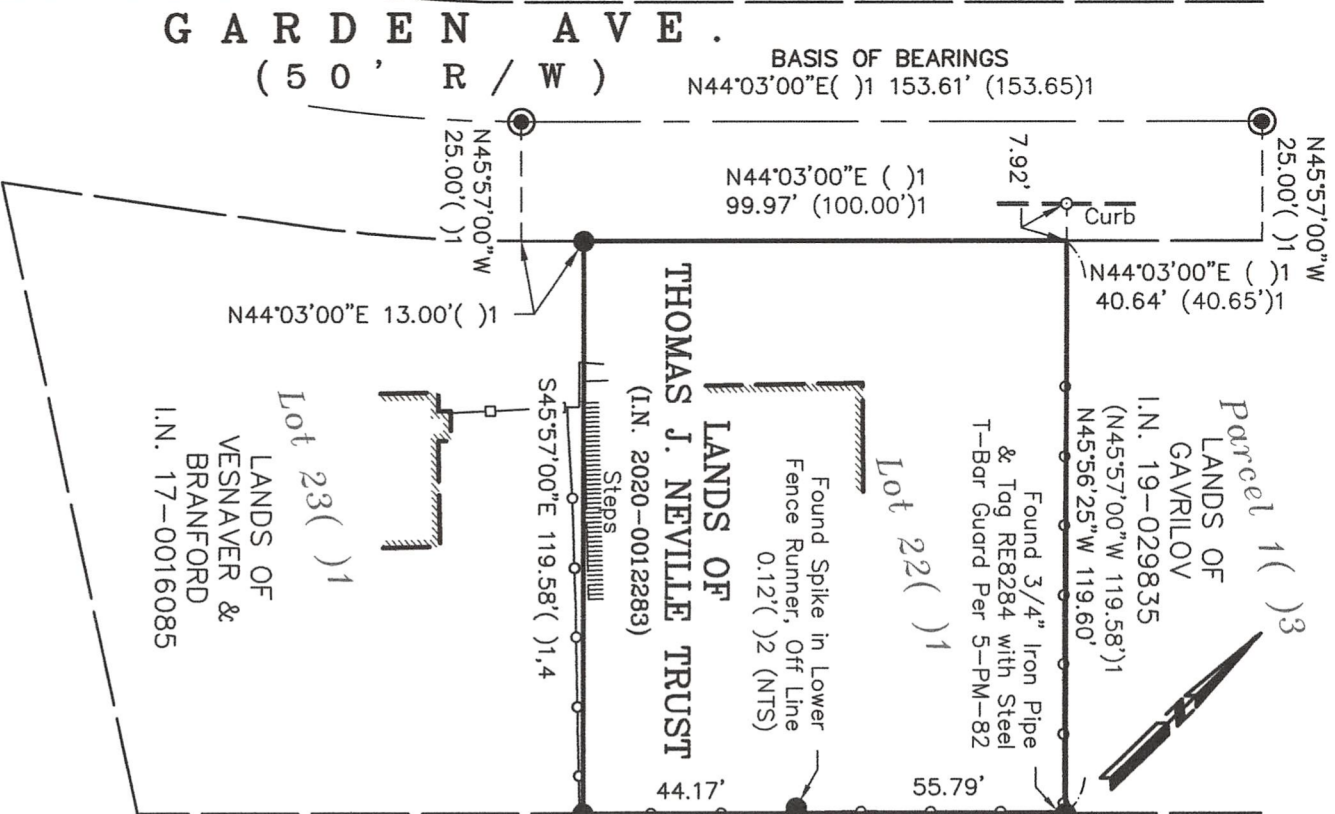 GARDEN AVE.
(50' R/W)
BASIS OF BEARINGS
N44°03'00"E( )1 153.61' (153.65)1
N45°57'00"W
25.00'( )1
N44°03'00"E ( )1
99.97' (100.00')1
7.92'
Curb
N45°57'00"W
25.00'( )1
N44°03'00"E ( )1
40.64' (40.65')1
N44°03'00"E 13.00'( )1
Lot 23( )1
LANDS OF
VESNAVER &
BRANFORD
I.N. 17-0016085
S45°57'00"E 119.58'( )1,4
Steps
LANDS OF
THOMAS J. NEVILLE TRUST
(I.N. 2020-0012283)
Lot 22( )1
Found Spike in Lower
Fence Runner, Off Line
0.12'( )2 (NTS)
Found 3/4" Iron Pipe
& Tag RE8284 with Steel
T-Bar Guard Per 5-PM-82
Parcel 1( )3
LANDS OF
GAVRILOV
I.N. 19-029835
(N45°57'00"W 119.58')1
N45°56'25"W 119.60'
N
44.17'
55.79'